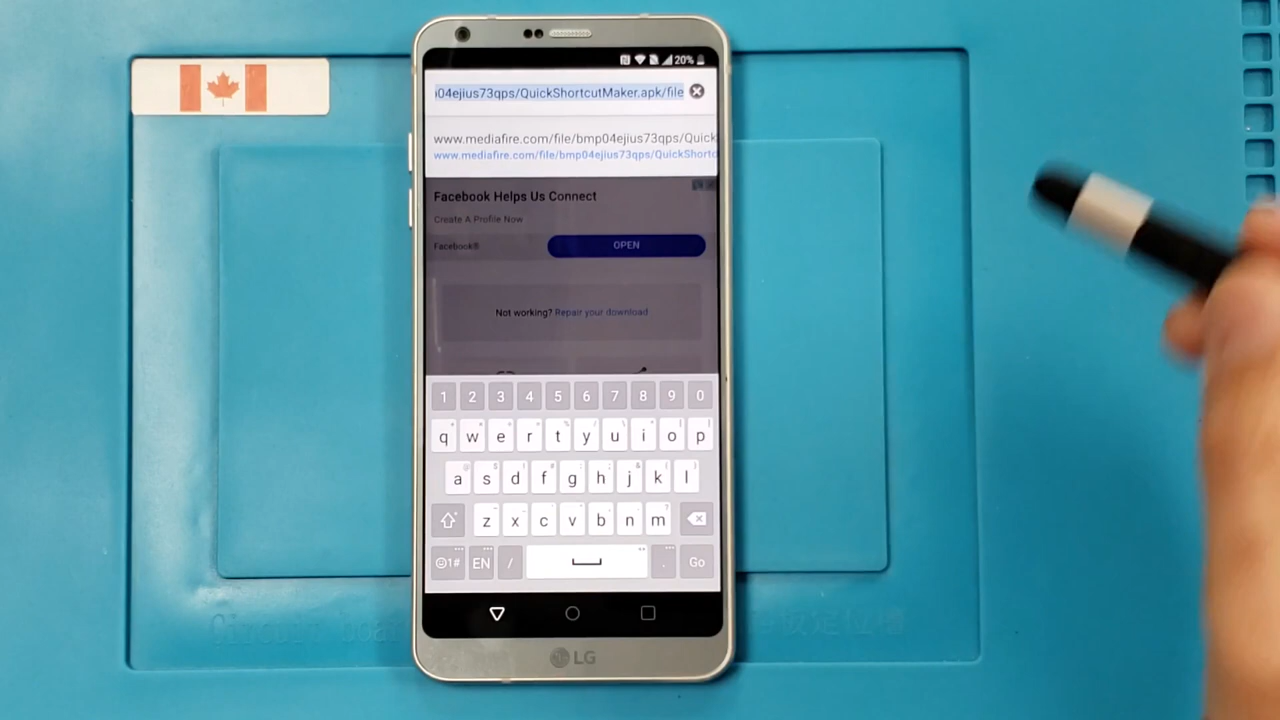 20%
04ejius73qps/QuickShortcutMaker.apk/file
www.mediafire.com/file/bmp04ejius73qps/Quick
www.mediafire.com/file/bmp04ejius73qps/QuickShortc
Facebook Helps Us Connect
Create A Profile Now
Facebook®
OPEN
Not working? Repair your download
1 2 3 4 5 6 7 8 9 0
q w e r t y u i o p
a s d f g h j k l
z x c v b n m
1# EN / . Go
LG